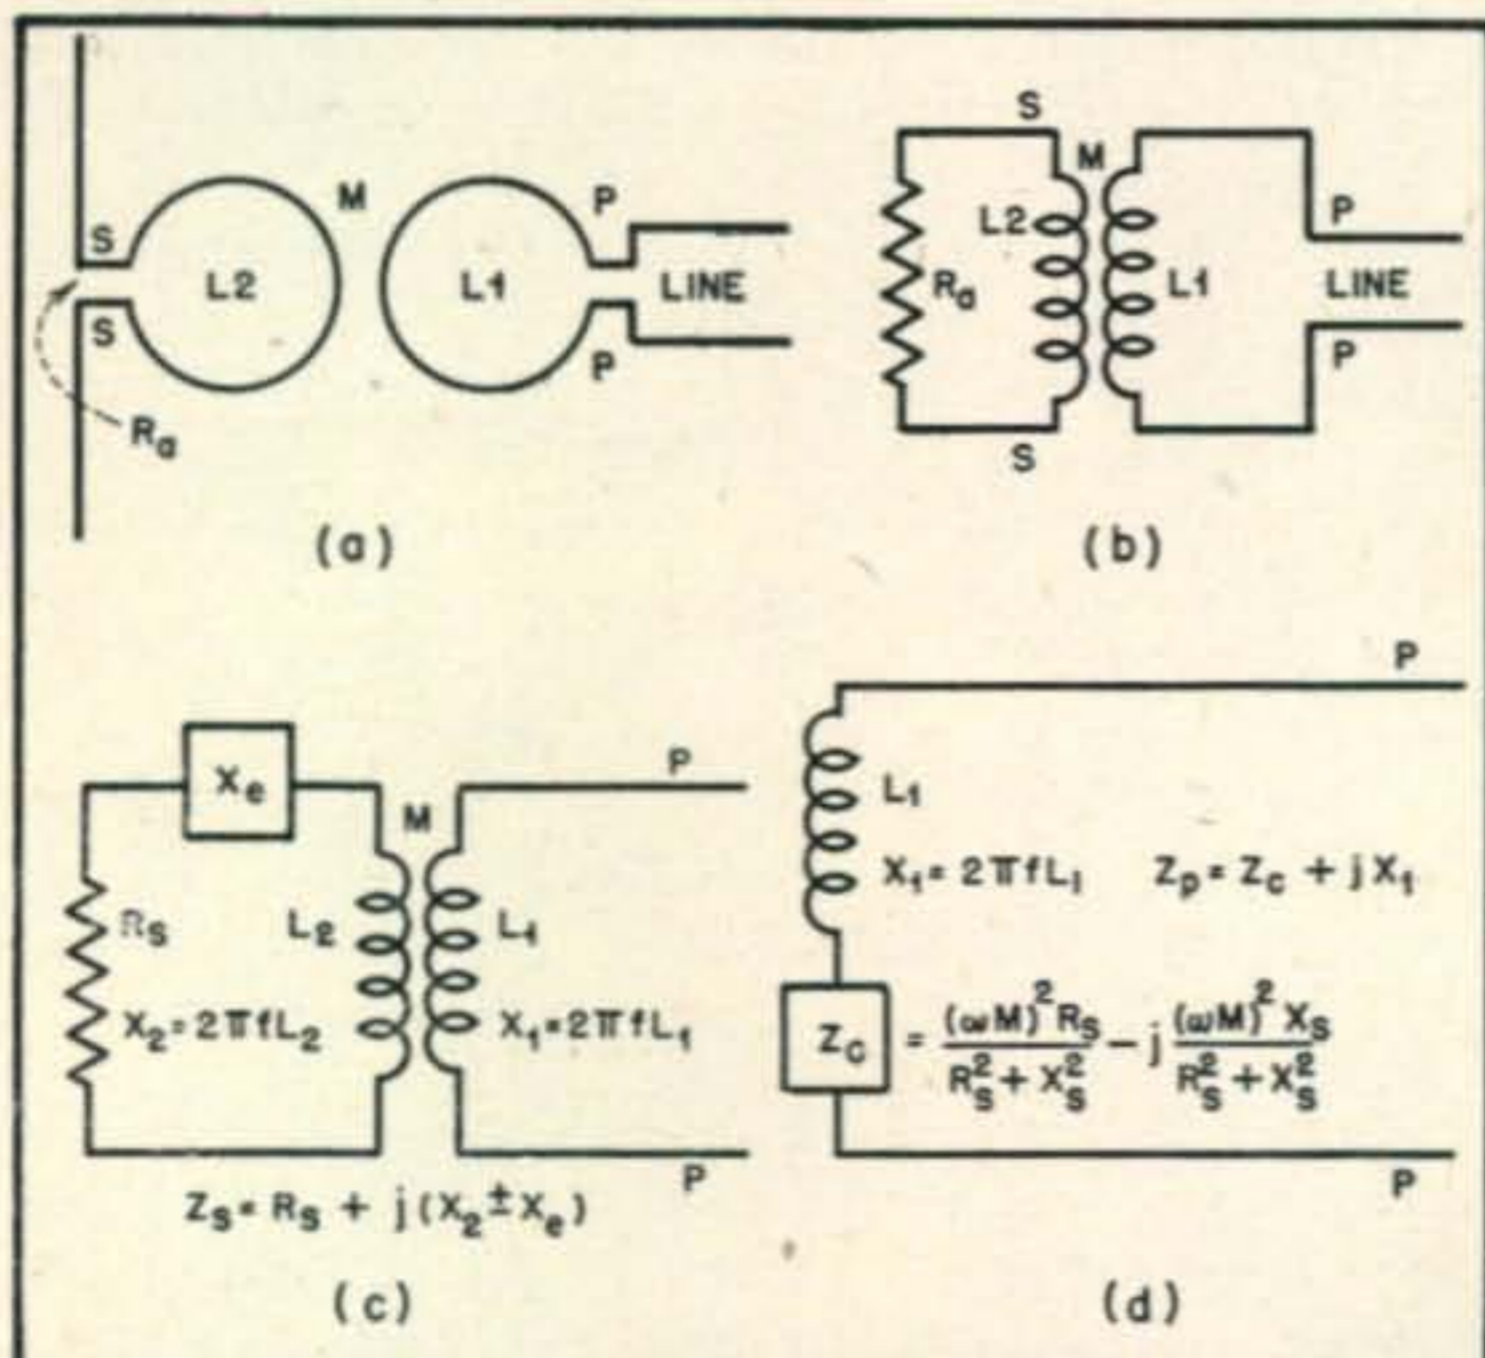 S
S
L2
M
L1
P
P
LINE
Ra
(a)
S
M
L2
Ra
L1
P
LINE
P
S
(b)
Xe
M
P
Rs
L2
L1
X2=2πfL2
X1=2πfL1
P
Zs=Rs + j(X2±Xe)
(c)
P
L1
X1=2πfL1 Zp=Zc + jX1
Zc = (ωM)²Rs / Rs²+Xs² - j (ωM)²Xs / Rs²+Xs²
P
(d)